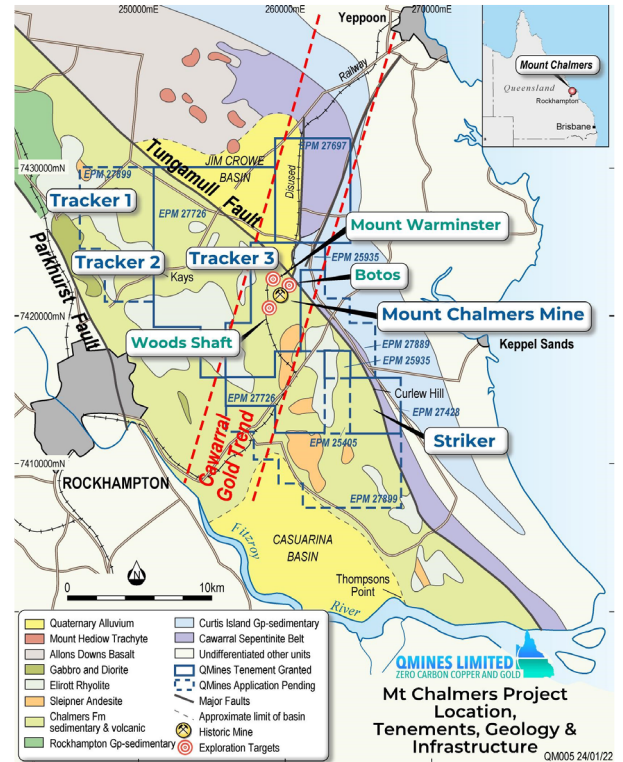 250000mE
260000mE
270000mE
Yeppoon
Mount Chalmers
Queensland
Rockhampton
Brisbane
Railway
Disused
EPM 27697
JIM CROWE
BASIN
Tungamull Fault
7430000mN
EPM 27899
Tracker 1
EPM 27726
Mount Warminster
Tracker 2
Tracker 3
EPM 25935
Botos
Kays
Parkhurst Fault
Mount Chalmers Mine
7420000mN
Woods Shaft
EPM 27889
Keppel Sands
EPM 25935
Curlew Hill
EPM 27726
EPM 27428
Cawarral
Gold Trend
EPM 25405
Striker
7410000mN
ROCKHAMPTON
EPM 27899
Fitzroy
River
CASUARINA
BASIN
Thompsons
Point
0 10km
Quaternary Alluvium
Mount Hediow Trachyte
Allons Downs Basalt
Gabbro and Diorite
Elirott Rhyolite
Sleipner Andesite
Chalmers Fm
sedimentary & volcanic
Rockhampton Gp-sedimentary
Curtis Island Gp-sedimentary
Cawarral Sepentinite Belt
Undifferentiated other units
QMines Tenement Granted
QMines Application Pending
Major Faults
Approximate limit of basin
Historic Mine
Exploration Targets
QMINES LIMITED
ZERO CARBON COPPER AND GOLD
Mt Chalmers Project
Location,
Tenements, Geology &
Infrastructure
QM005 24/01/22